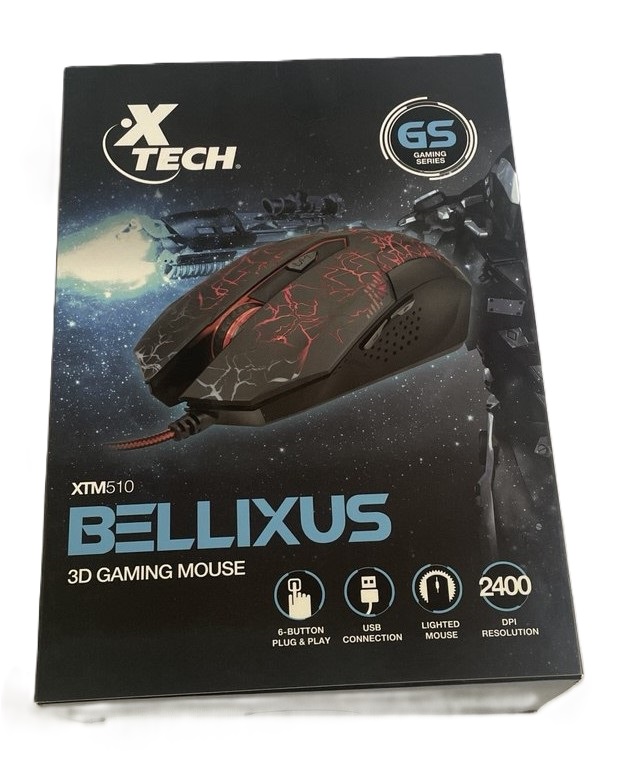 X
TECH®
GS
GAMING
SERIES
XTM510
BELLIXUS
3D GAMING MOUSE
6-BUTTON
PLUG & PLAY
USB
CONNECTION
LIGHTED
MOUSE
2400
DPI
RESOLUTION